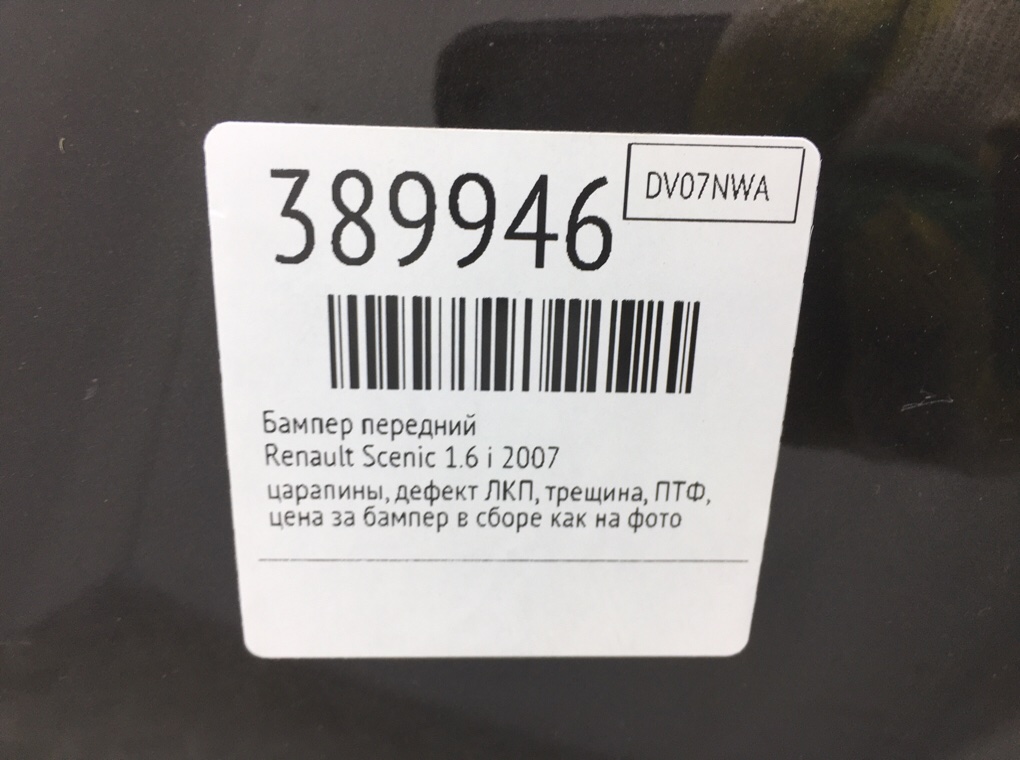 389946
DV07NWA
Бампер передний
Renault Scenic 1.6 i 2007
царапины, дефект ЛКП, трещина, ПТФ,
цена за бампер в сборе как на фото